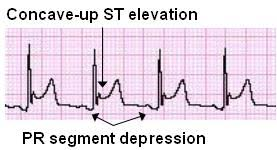 Concave-up ST elevation
PR segment depression